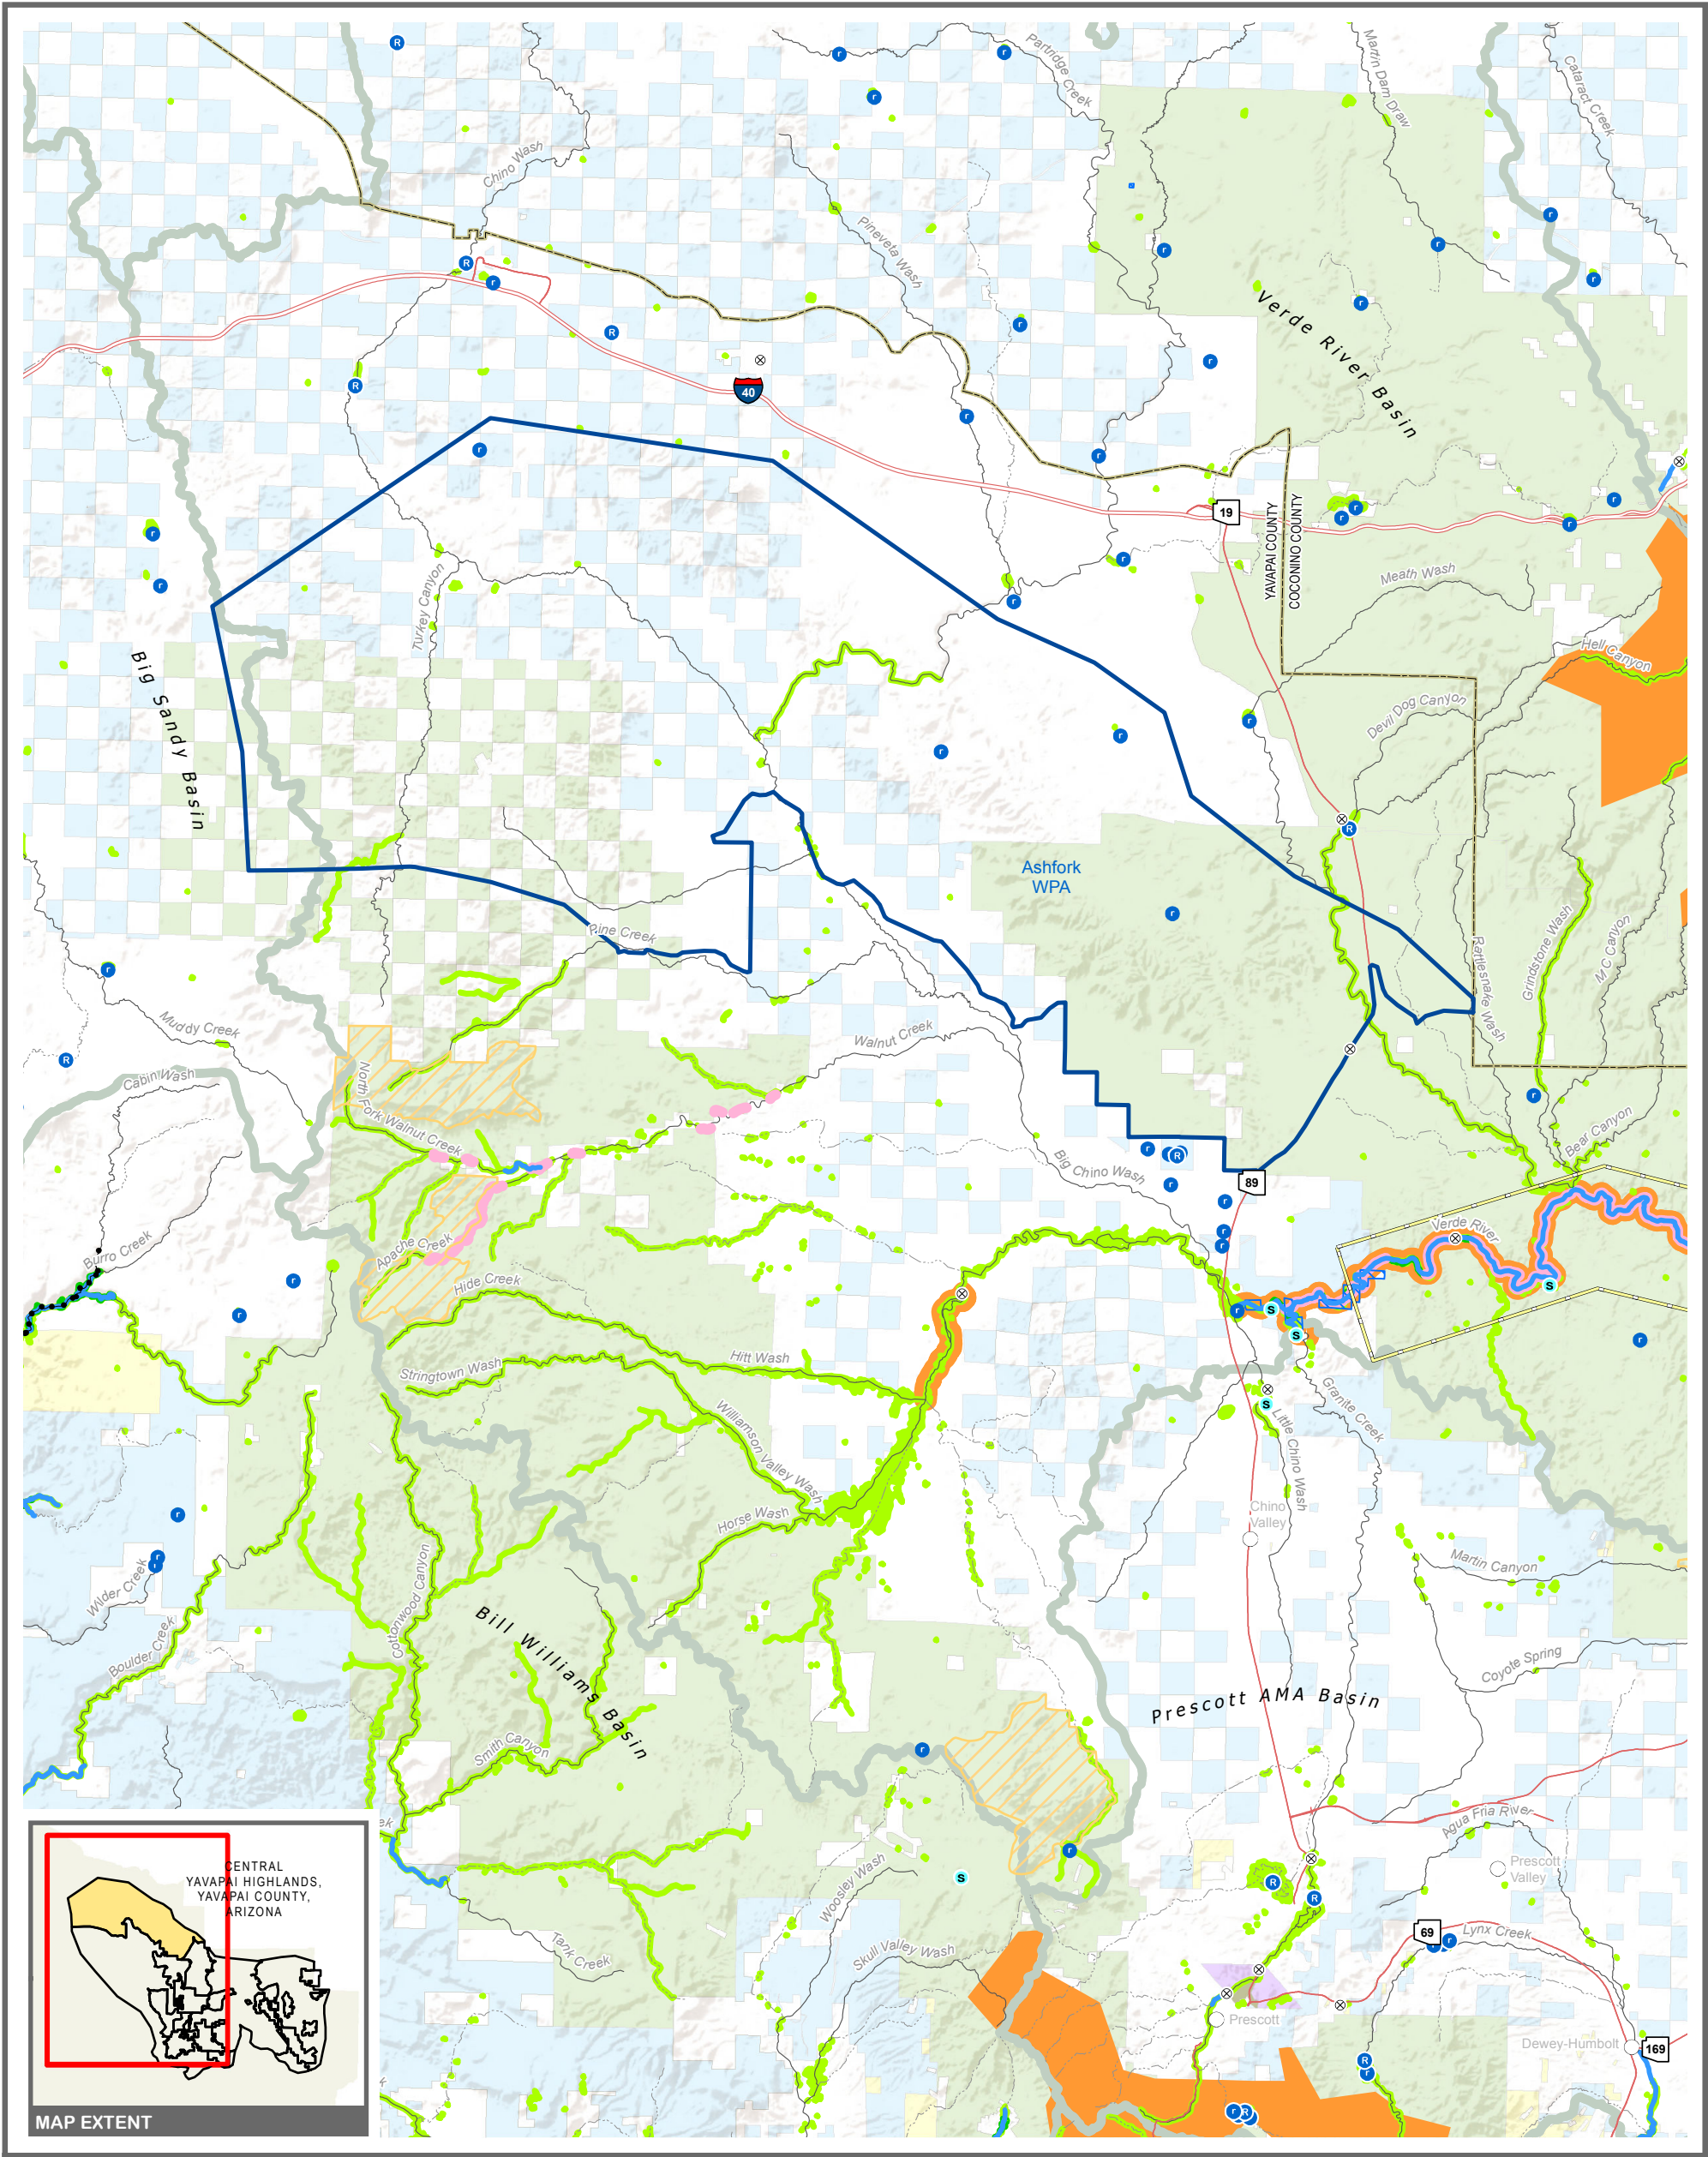 Partridge Creek
Martin Dam Draw
Cataract Creek
R
r
r
r
Chino Wash
Pineveta Wash
r
r
r
r
R
r
Verde River Basin
r
R
r
r
R
40
r
r
r
r
19
r
r
r
r
YAVAPAI COUNTY
COCONINO COUNTY
r
r
Turkey Canyon
Meath Wash
r
Hell Canyon
Big Sandy Basin
Devil Dog Canyon
r
r
r
R
Ashfork
WPA
r
Pine Creek
Rattlesnake Wash
Grindstone Wash
M C Canyon
r
Muddy Creek
Walnut Creek
R
Cabin Wash
North Fork Walnut Creek
r
Bear Canyon
Big Chino Wash
r
R
r
89
r
r
r
Verde River
Burro Creek
Apache Creek
Hide Creek
r
r
r
S
S
S
r
Hitt Wash
Stringtown Wash
Granite Creek
S
Little Chino Wash
Williamson Valley Wash
Horse Wash
Chino
Valley
r
Martin Canyon
r
Wilder Creek
Cottonwood Canyon
Boulder Creek
Bill Williams Basin
Coyote Spring
Prescott AMA Basin
Smith Canyon
r
Agua Fria River
ek
r
Prescott
Valley
Woosley Wash
S
R
R
69
r
Lynx Creek
Tank Creek
Skull Valley Wash
Prescott
Dewey-Humbolt
169
R
r
r
R
CENTRAL
YAVAPAI HIGHLANDS,
YAVAPAI COUNTY,
ARIZONA
MAP EXTENT